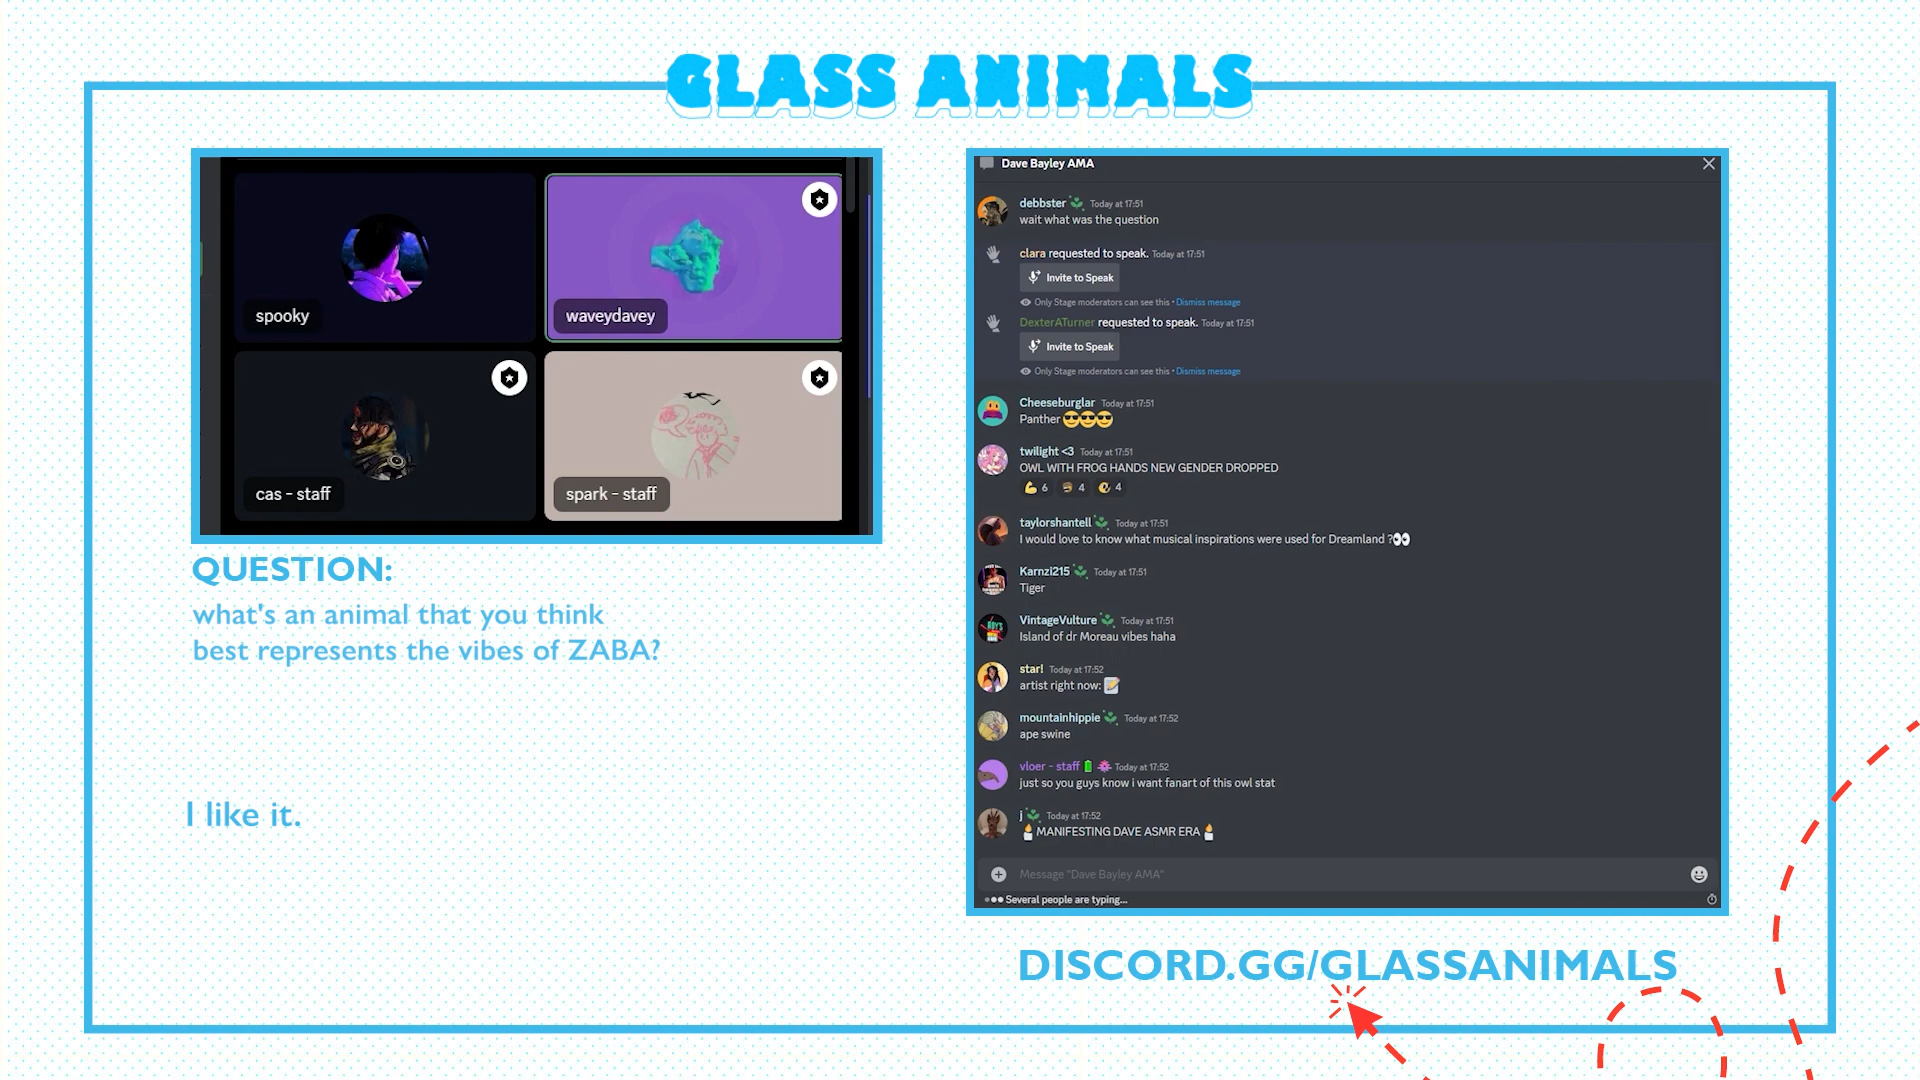 GLASS ANIMALS
spooky
waveydavey
cas - staff
spark - staff
QUESTION:
what's an animal that you think
best represents the vibes of ZABA?
I like it.
Dave Bayley AMA
debbster Today at 17:51
wait what was the question
clara requested to speak. Today at 17:51
Invite to Speak
Only Stage moderators can see this • Dismiss message
DexterATurner requested to speak. Today at 17:51
Invite to Speak
Only Stage moderators can see this • Dismiss message
Cheeseburglar Today at 17:51
Panther 😎😎😎
twilight <3 Today at 17:51
OWL WITH FROG HANDS NEW GENDER DROPPED
6 4 4
taylorshantell Today at 17:51
I would love to know what musical inspirations were used for Dreamland ?👀
Karnzi215 Today at 17:51
Tiger
VintageVulture Today at 17:51
Island of dr Moreau vibes haha
star! Today at 17:52
artist right now: 📝
mountainhippie Today at 17:52
ape swine
vloer - staff Today at 17:52
just so you guys know i want fanart of this owl stat
j Today at 17:52
🕯️MANIFESTING DAVE ASMR ERA🕯️
Message "Dave Bayley AMA"
Several people are typing...
DISCORD.GG/GLASSANIMALS